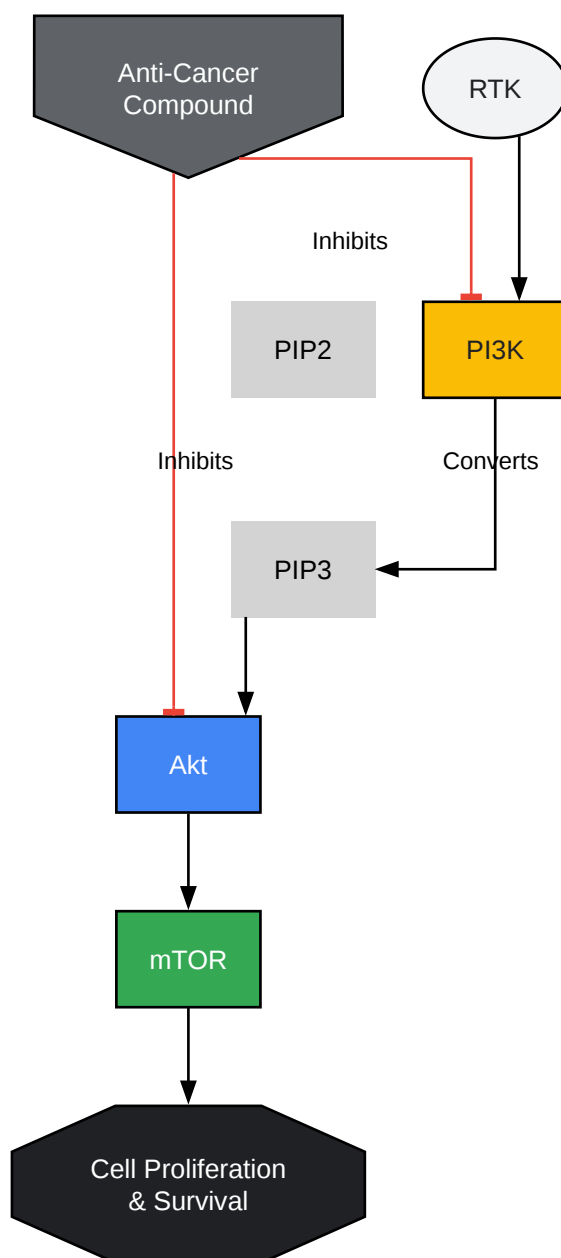 Anti-Cancer
Compound
RTK
Inhibits
PIP2
PI3K
Inhibits
Converts
PIP3
Akt
mTOR
Cell Proliferation
& Survival